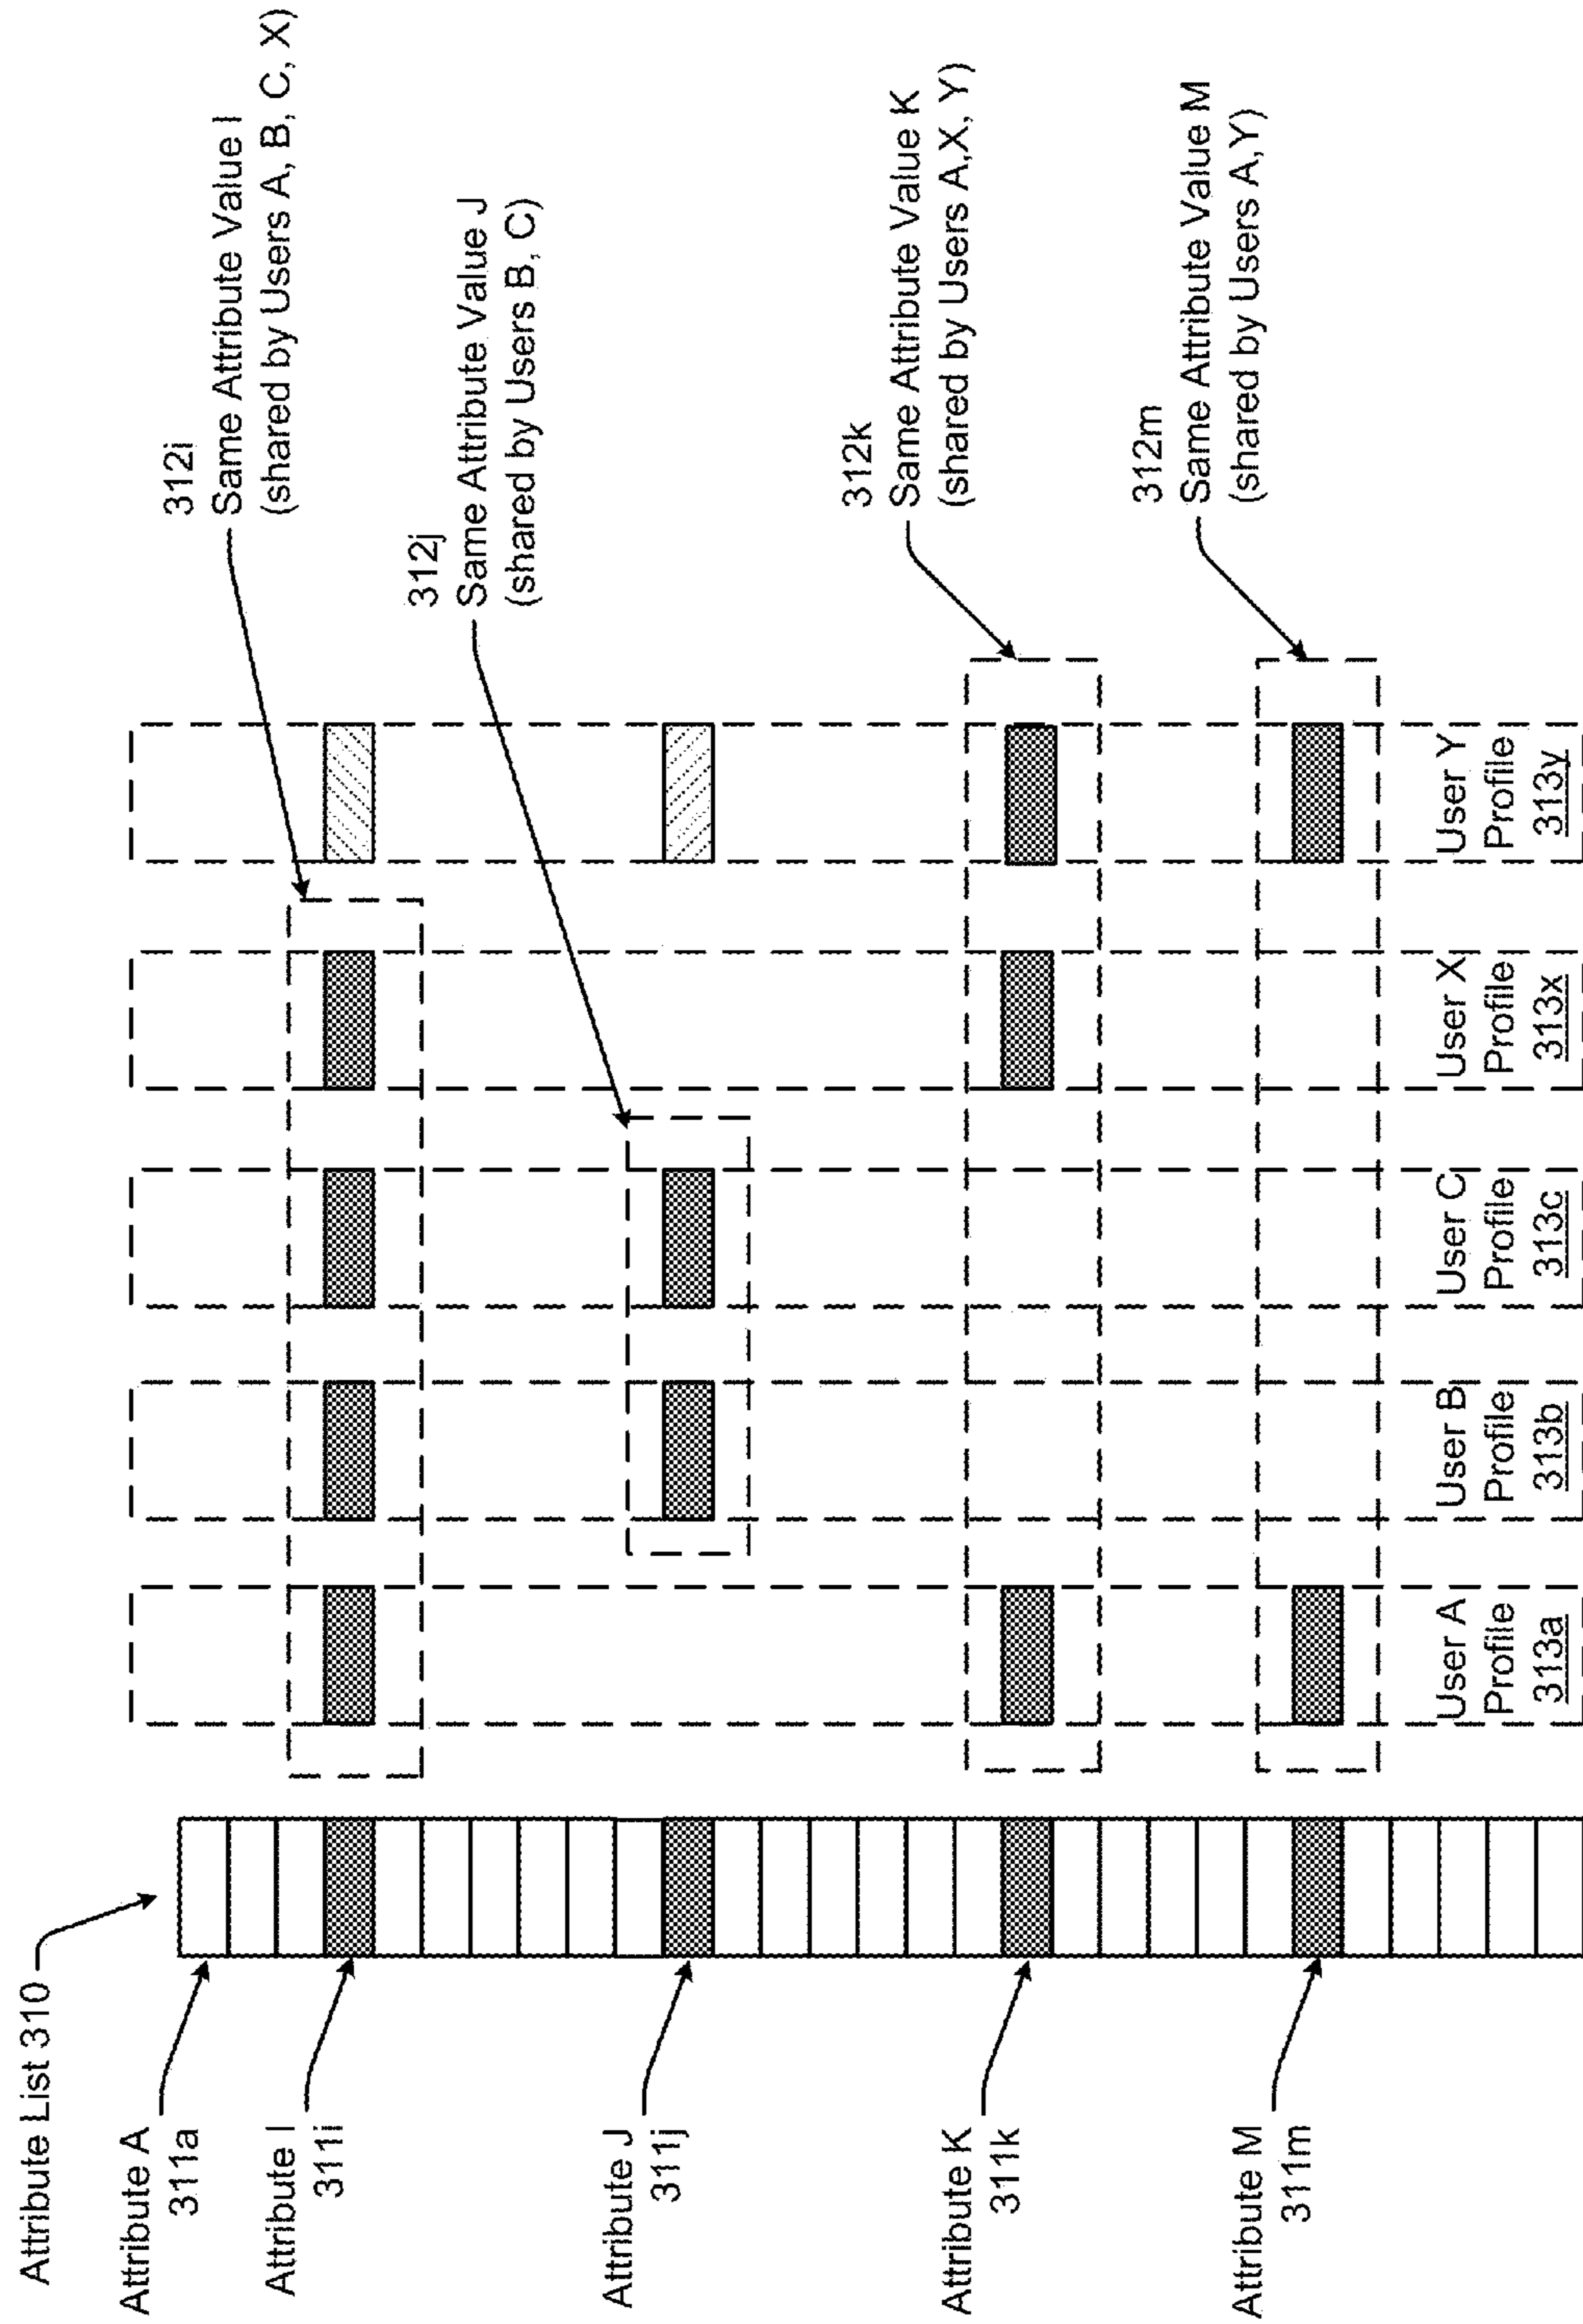 Attribute List 310
Attribute A
311a
Attribute I
311i
Attribute J
311j
Attribute K
311k
Attribute M
311m
312i
Same Attribute Value I
(shared by Users A, B, C, X)
312j
Same Attribute Value J
(shared by Users B, C)
312k
Same Attribute Value K
(shared by Users A,X, Y)
312m
Same Attribute Value M
(shared by Users A,Y)
User A
Profile
313a
User B
Profile
313b
User C
Profile
313c
User X
Profile
313x
User Y
Profile
313y